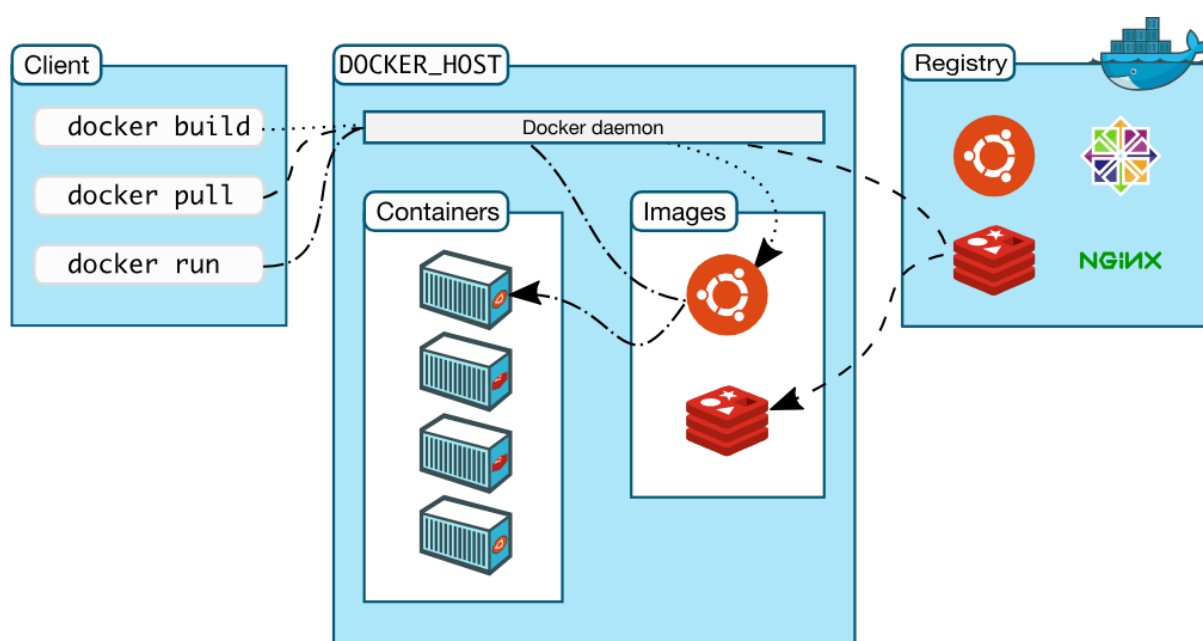 Client
docker build
docker pull
docker run
DOCKER_HOST
Docker daemon
Containers
Images
Registry
NGiNX